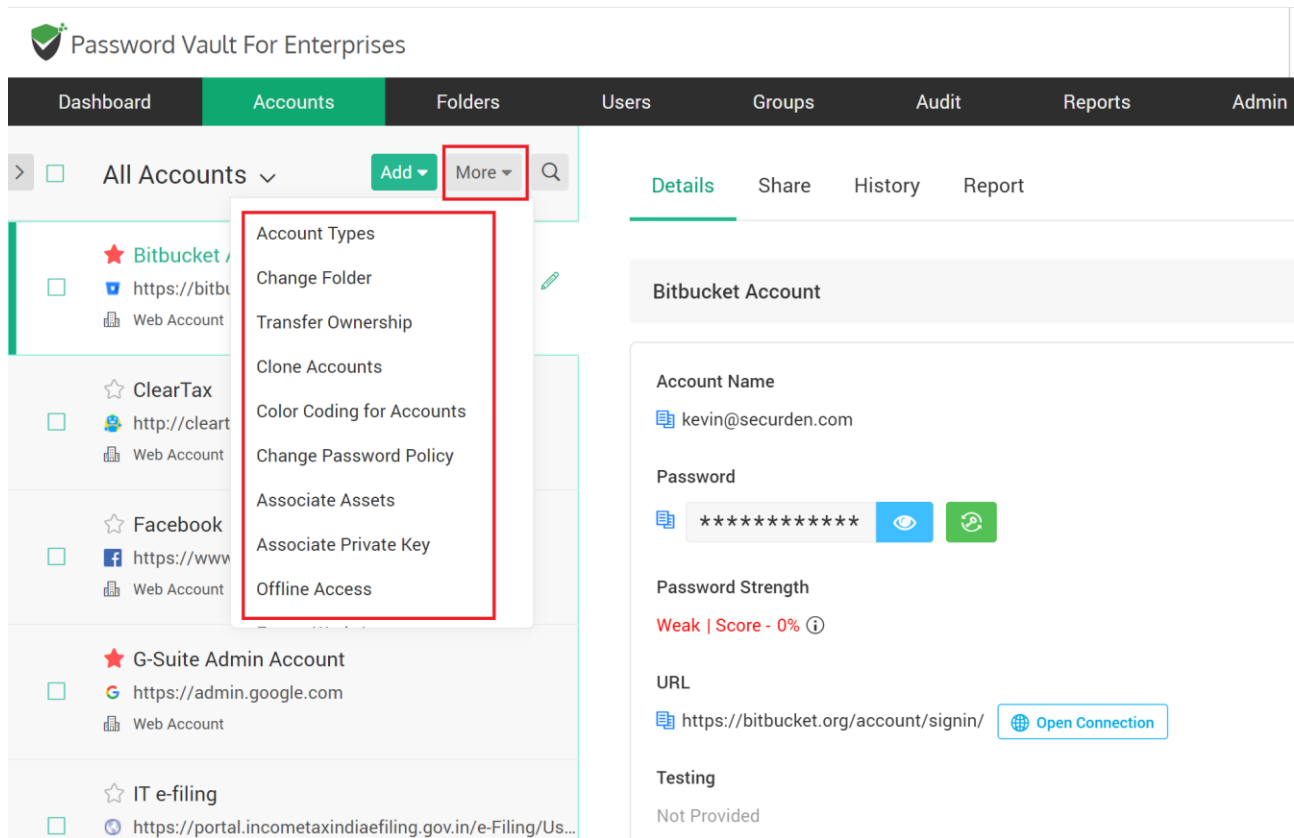 Password Vault For Enterprises
Dashboard Accounts Folders Users Groups Audit Reports Admin
All Accounts
Add
More
Account Types
Change Folder
Transfer Ownership
Clone Accounts
Color Coding for Accounts
Change Password Policy
Associate Assets
Associate Private Key
Offline Access
Bitbucket
https://bitbu
Web Account
ClearTax
http://cleart
Web Account
Facebook
https://www
Web Account
G-Suite Admin Account
https://admin.google.com
Web Account
IT e-filing
https://portal.incometaxindiaefiling.gov.in/e-Filing/Us...
Details Share History Report
Bitbucket Account
Account Name
kevin@securden.com
Password
************
Password Strength
Weak | Score - 0%
URL
https://bitbucket.org/account/signin/
Open Connection
Testing
Not Provided